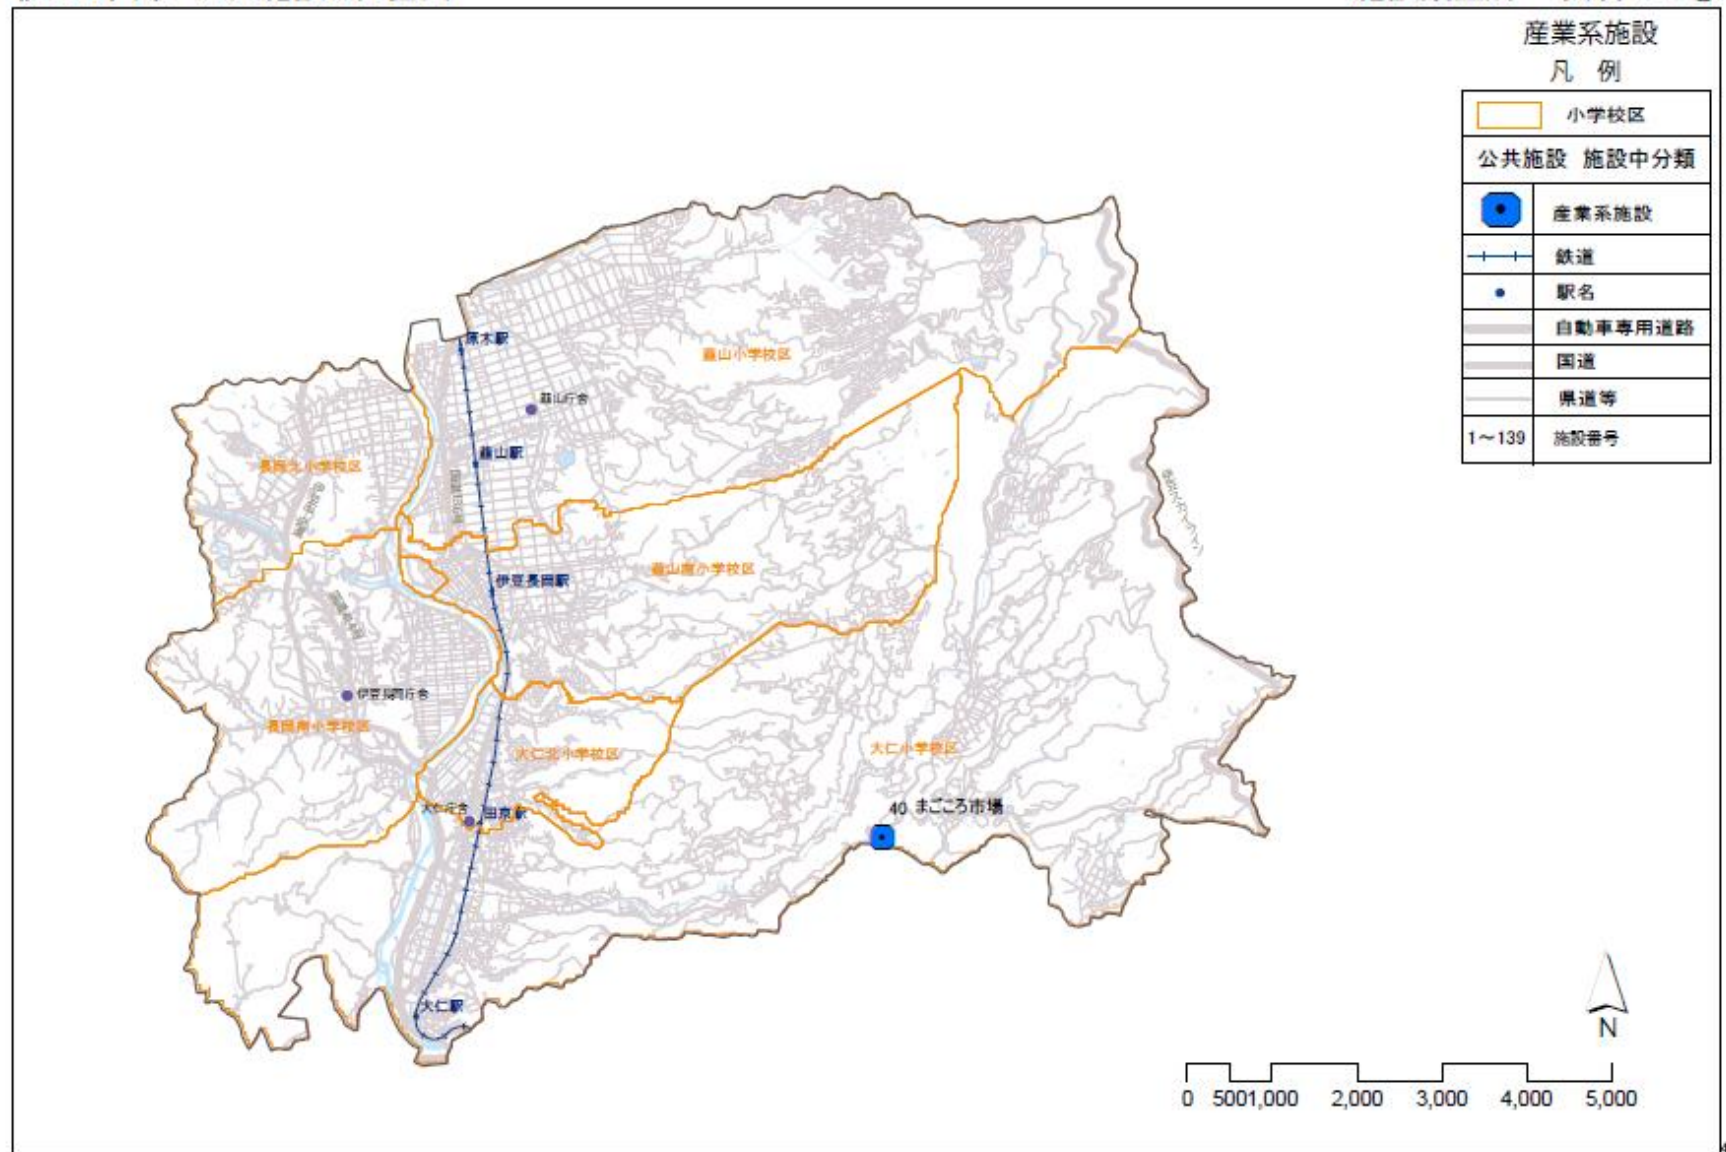 産業系施設
凡 例
小学校区
公共施設 施設中分類
産業系施設
鉄道
駅名
自動車専用道路
国道
県道等
1～139 施設番号
原木駅
韮山小学校区
韮山庁舎
韮山駅
長岡北小学校区
伊豆長岡駅
韮山南小学校区
伊豆長岡庁舎
長岡南小学校区
大仁北小学校区
大仁小学校区
大仁庁舎
田京駅
40 まごころ市場
大仁駅
N
0 5001,000 2,000 3,000 4,000 5,000